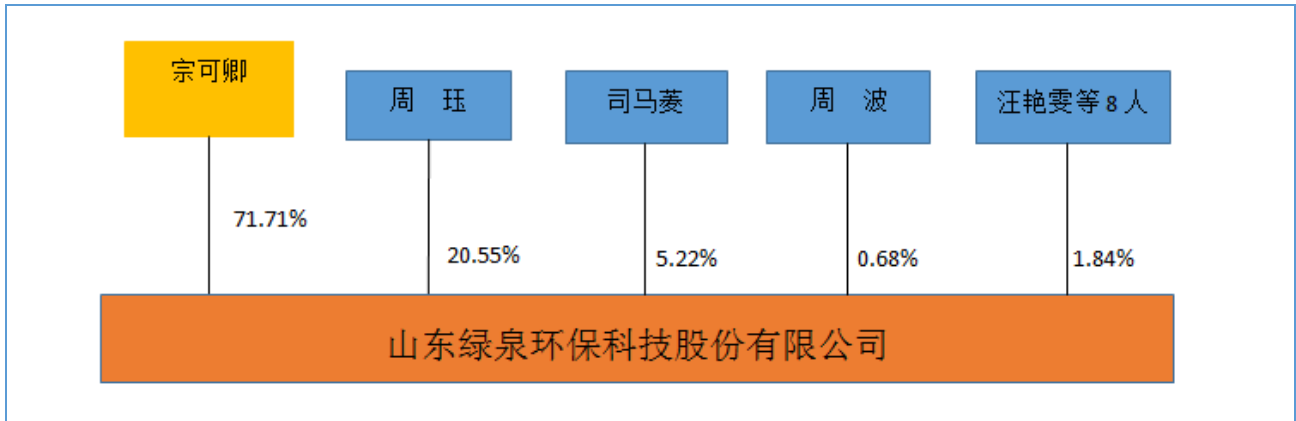 宗可卿
周 珏
司马菱
周 波
汪艳雯等8人
71.71%
20.55%
5.22%
0.68%
1.84%
山东绿泉环保科技股份有限公司